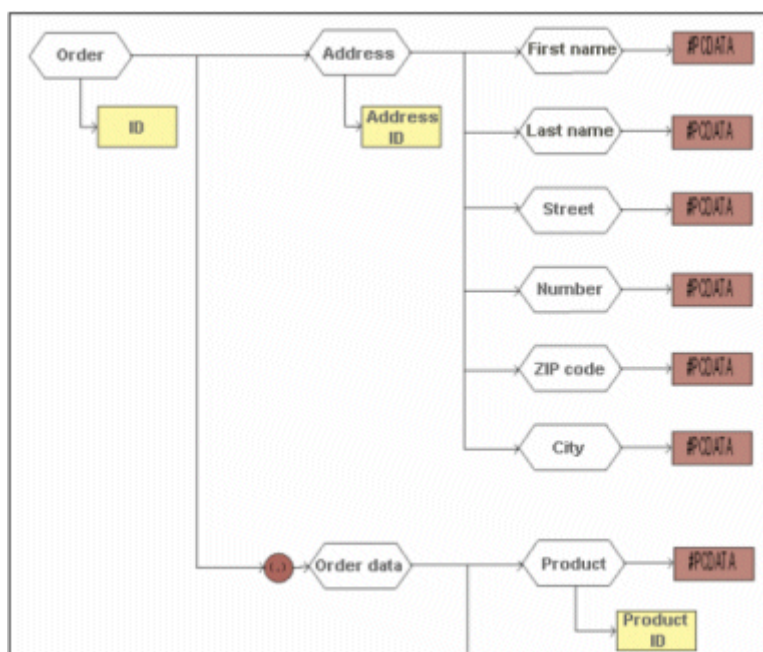 Order
Address
First name
#PCDATA
ID
Address
ID
Last name
#PCDATA
Street
#PCDATA
Number
#PCDATA
ZIP code
#PCDATA
City
#PCDATA
Order data
Product
#PCDATA
Product
ID